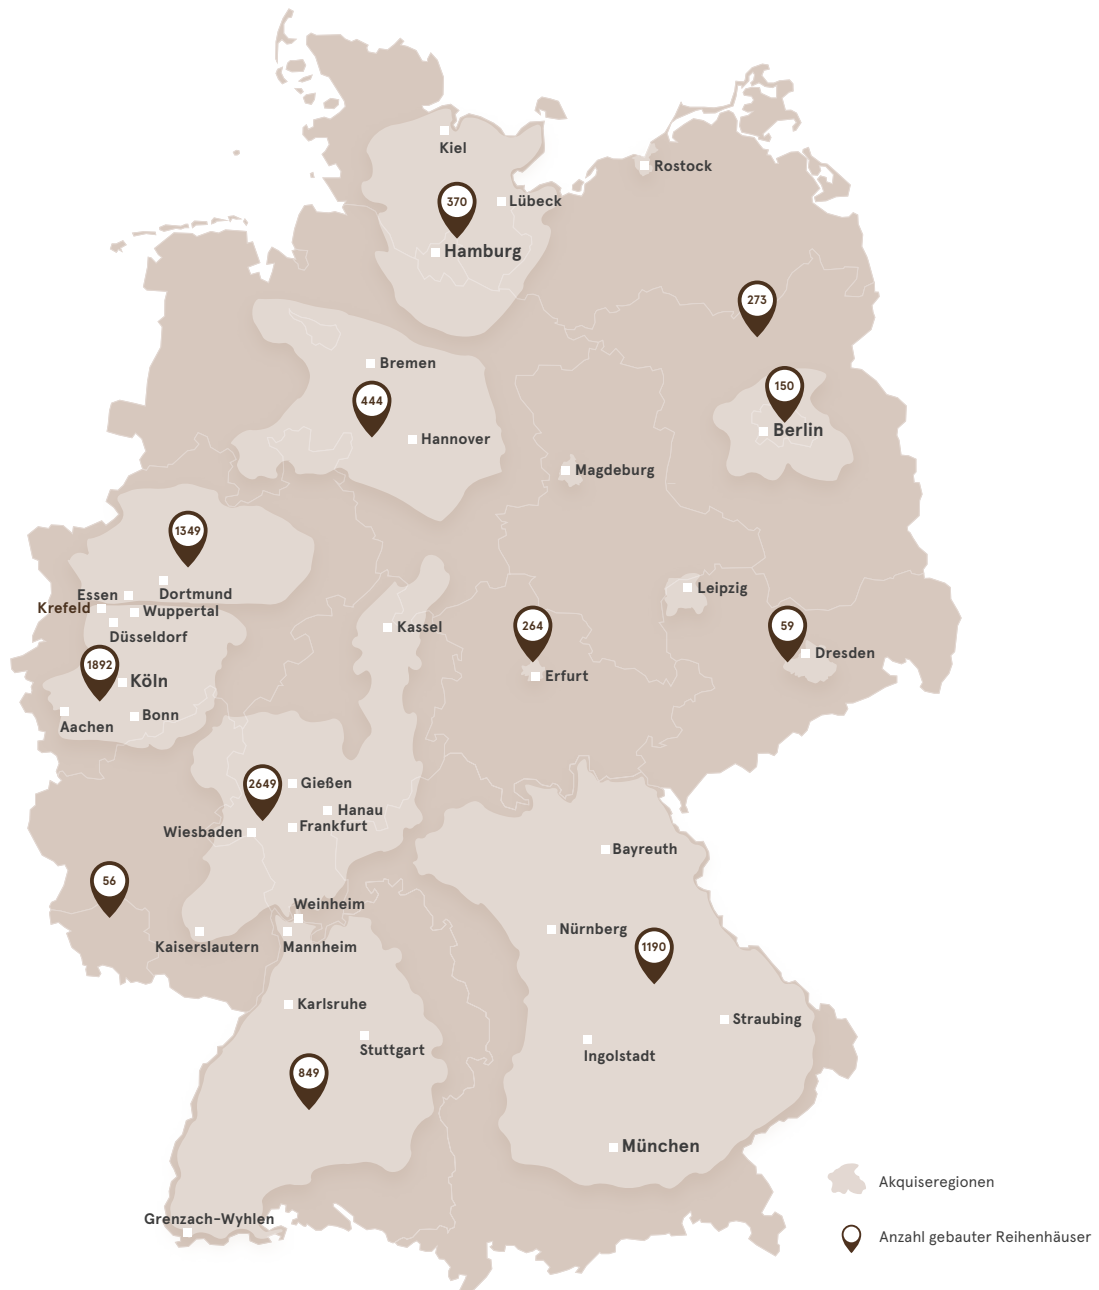 Kiel
Rostock
370
Lübeck
Hamburg
273
Bremen
150
444
Berlin
Hannover
Magdeburg
1349
Essen
Dortmund
Leipzig
Krefeld
Wuppertal
Kassel
264
59
Düsseldorf
Dresden
1892
Köln
Erfurt
Aachen
Bonn
2649
Gießen
Hanau
Wiesbaden
Frankfurt
Bayreuth
56
Weinheim
Nürnberg
Kaiserslautern
Mannheim
1190
Karlsruhe
Straubing
Stuttgart
Ingolstadt
849
München
Akquiseregionen
Grenzach-Wyhlen
Anzahl gebauter Reihenhäuser